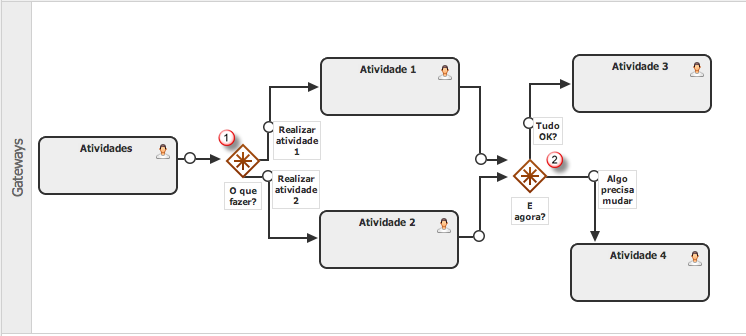 Gateways
Atividades
1
O que
fazer?
Realizar
atividade
1
Realizar
atividade
2
Atividade 1
Atividade 2
Tudo
OK?
2
E
agora?
Algo
precisa
mudar
Atividade 3
Atividade 4